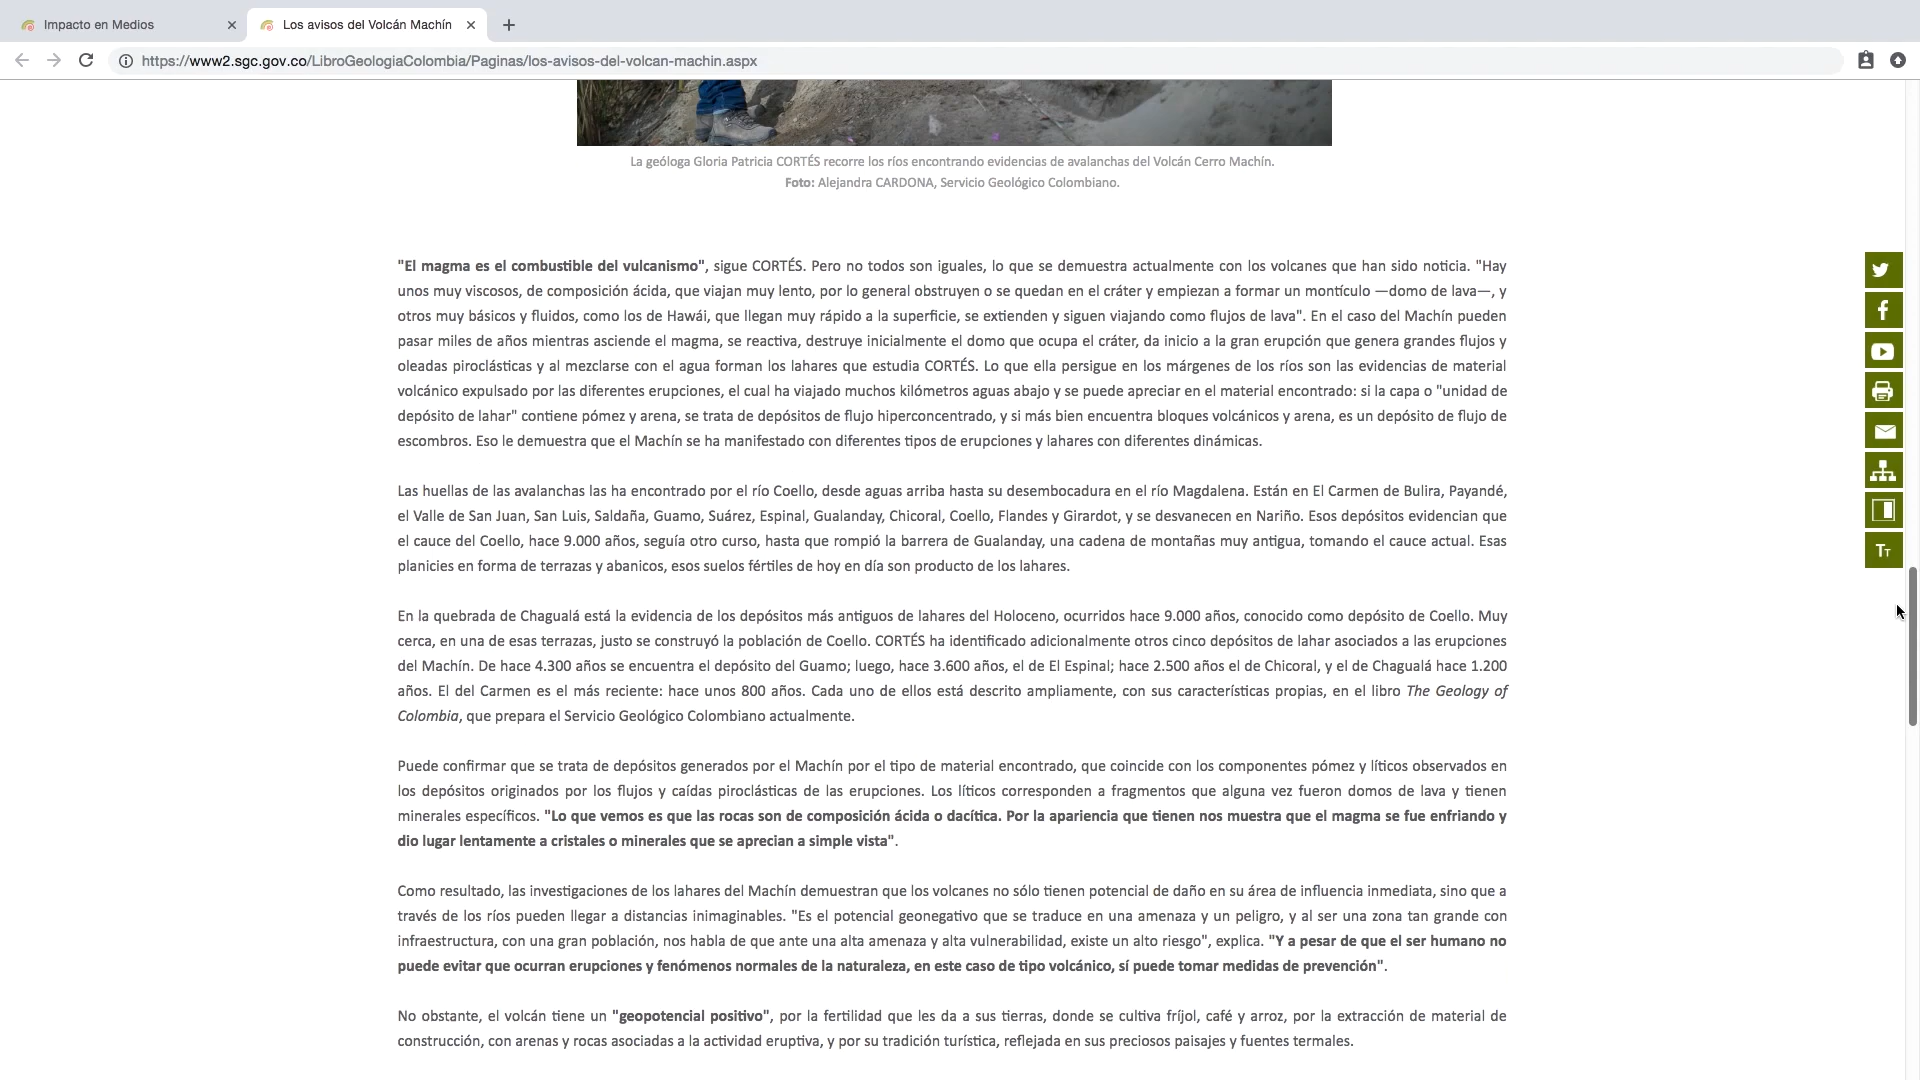 Impacto en Medios
Los avisos del Volcán Machín
https://www2.sgc.gov.co/LibroGeologiaColombia/Paginas/los-avisos-del-volcan-machin.aspx
La geóloga Gloria Patricia CORTÉS recorre los ríos encontrando evidencias de avalanchas del Volcán Cerro Machín.
Foto: Alejandra CARDONA, Servicio Geológico Colombiano.
"El magma es el combustible del vulcanismo", sigue CORTÉS. Pero no todos son iguales, lo que se demuestra actualmente con los volcanes que han sido noticia. "Hay
unos muy viscosos, de composición ácida, que viajan muy lento, por lo general obstruyen o se quedan en el cráter y empiezan a formar un montículo —domo de lava—, y
otros muy básicos y fluidos, como los de Hawái, que llegan muy rápido a la superficie, se extienden y siguen viajando como flujos de lava". En el caso del Machín pueden
pasar miles de años mientras asciende el magma, se reactiva, destruye inicialmente el domo que ocupa el cráter, da inicio a la gran erupción que genera grandes flujos y
oleadas piroclásticas y al mezclarse con el agua forman los lahares que estudia CORTÉS. Lo que ella persigue en los márgenes de los ríos son las evidencias de material
volcánico expulsado por las diferentes erupciones, el cual ha viajado muchos kilómetros aguas abajo y se puede apreciar en el material encontrado: si la capa o "unidad de
depósito de lahar" contiene pómez y arena, se trata de depósitos de flujo hiperconcentrado, y si más bien encuentra bloques volcánicos y arena, es un depósito de flujo de
escombros. Eso le demuestra que el Machín se ha manifestado con diferentes tipos de erupciones y lahares con diferentes dinámicas.
Las huellas de las avalanchas las ha encontrado por el río Coello, desde aguas arriba hasta su desembocadura en el río Magdalena. Están en El Carmen de Bulira, Payandé,
el Valle de San Juan, San Luis, Saldaña, Guamo, Suárez, Espinal, Gualanday, Chicoral, Coello, Flandes y Girardot, y se desvanecen en Nariño. Esos depósitos evidencian que
el cauce del Coello, hace 9.000 años, seguía otro curso, hasta que rompió la barrera de Gualanday, una cadena de montañas muy antigua, tomando el cauce actual. Esas
planicies en forma de terrazas y abanicos, esos suelos fértiles de hoy en día son producto de los lahares.
En la quebrada de Chagualá está la evidencia de los depósitos más antiguos de lahares del Holoceno, ocurridos hace 9.000 años, conocido como depósito de Coello. Muy
cerca, en una de esas terrazas, justo se construyó la población de Coello. CORTÉS ha identificado adicionalmente otros cinco depósitos de lahar asociados a las erupciones
del Machín. De hace 4.300 años se encuentra el depósito del Guamo; luego, hace 3.600 años, el de El Espinal; hace 2.500 años el de Chicoral, y el de Chagualá hace 1.200
años. El del Carmen es el más reciente: hace unos 800 años. Cada uno de ellos está descrito ampliamente, con sus características propias, en el libro The Geology of
Colombia, que prepara el Servicio Geológico Colombiano actualmente.
Puede confirmar que se trata de depósitos generados por el Machín por el tipo de material encontrado, que coincide con los componentes pómez y líticos observados en
los depósitos originados por los flujos y caídas piroclásticas de las erupciones. Los líticos corresponden a fragmentos que alguna vez fueron domos de lava y tienen
minerales específicos. "Lo que vemos es que las rocas son de composición ácida o dacítica. Por la apariencia que tienen nos muestra que el magma se fue enfriando y
dio lugar lentamente a cristales o minerales que se aprecian a simple vista".
Como resultado, las investigaciones de los lahares del Machín demuestran que los volcanes no sólo tienen potencial de daño en su área de influencia inmediata, sino que a
través de los ríos pueden llegar a distancias inimaginables. "Es el potencial geonegativo que se traduce en una amenaza y un peligro, y al ser una zona tan grande con
infraestructura, con una gran población, nos habla de que ante una alta amenaza y alta vulnerabilidad, existe un alto riesgo", explica. "Y a pesar de que el ser humano no
puede evitar que ocurran erupciones y fenómenos normales de la naturaleza, en este caso de tipo volcánico, sí puede tomar medidas de prevención".
No obstante, el volcán tiene un "geopotencial positivo", por la fertilidad que les da a sus tierras, donde se cultiva fríjol, café y arroz, por la extracción de material de
construcción, con arenas y rocas asociadas a la actividad eruptiva, y por su tradición turística, reflejada en sus preciosos paisajes y fuentes termales.